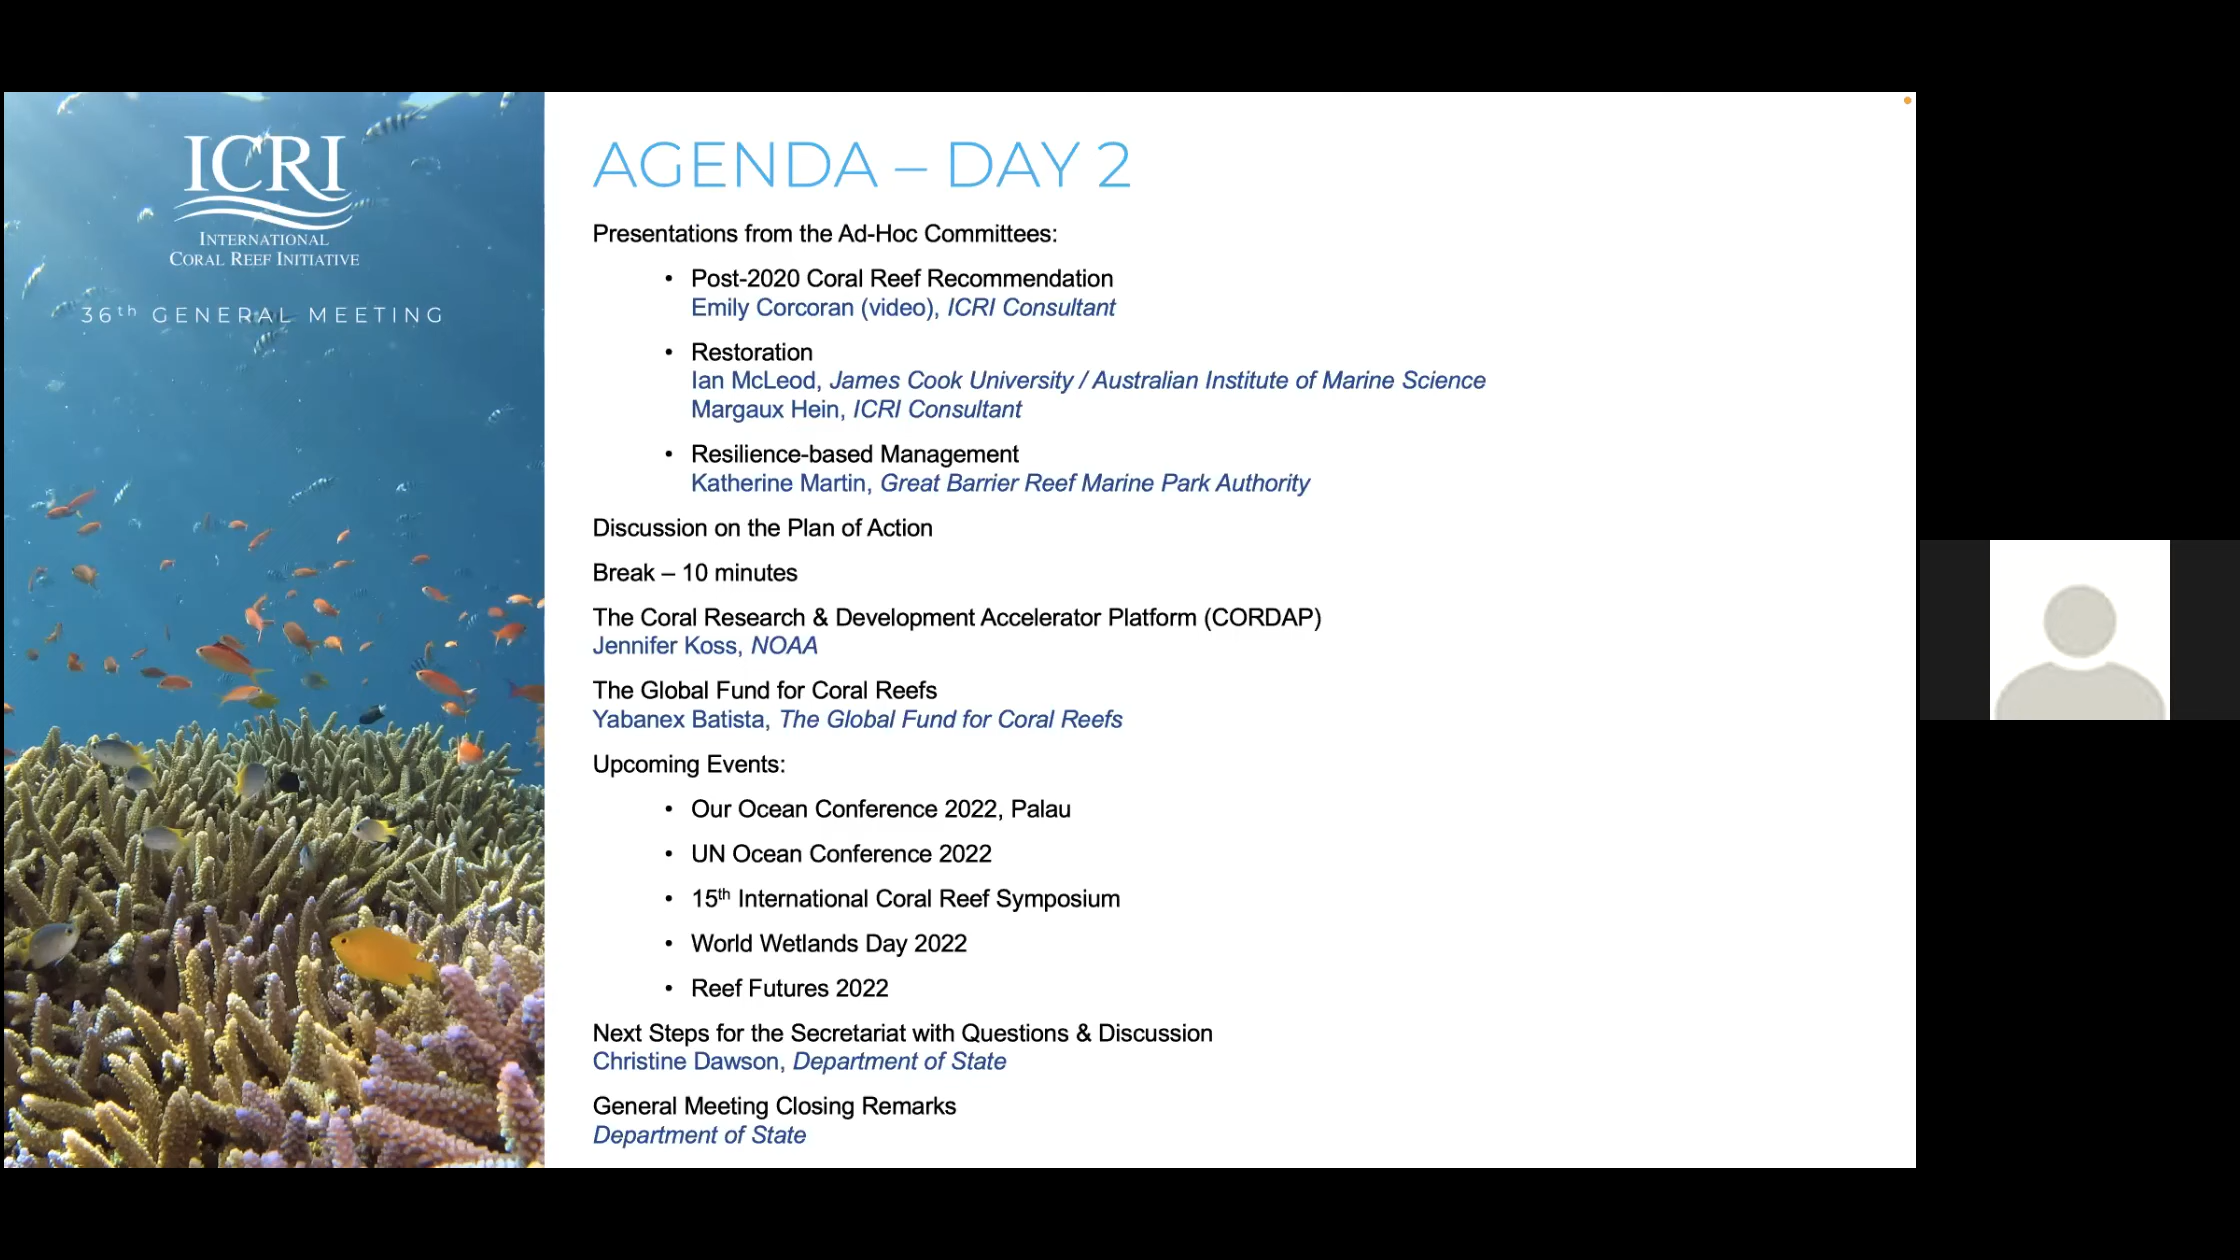 ICRI
INTERNATIONAL
CORAL REEF INITIATIVE
36th GENERAL MEETING
AGENDA – DAY 2
Presentations from the Ad-Hoc Committees:
• Post-2020 Coral Reef Recommendation
Emily Corcoran (video), ICRI Consultant
• Restoration
Ian McLeod, James Cook University / Australian Institute of Marine Science
Margaux Hein, ICRI Consultant
• Resilience-based Management
Katherine Martin, Great Barrier Reef Marine Park Authority
Discussion on the Plan of Action
Break – 10 minutes
The Coral Research & Development Accelerator Platform (CORDAP)
Jennifer Koss, NOAA
The Global Fund for Coral Reefs
Yabanex Batista, The Global Fund for Coral Reefs
Upcoming Events:
• Our Ocean Conference 2022, Palau
• UN Ocean Conference 2022
• 15th International Coral Reef Symposium
• World Wetlands Day 2022
• Reef Futures 2022
Next Steps for the Secretariat with Questions & Discussion
Christine Dawson, Department of State
General Meeting Closing Remarks
Department of State